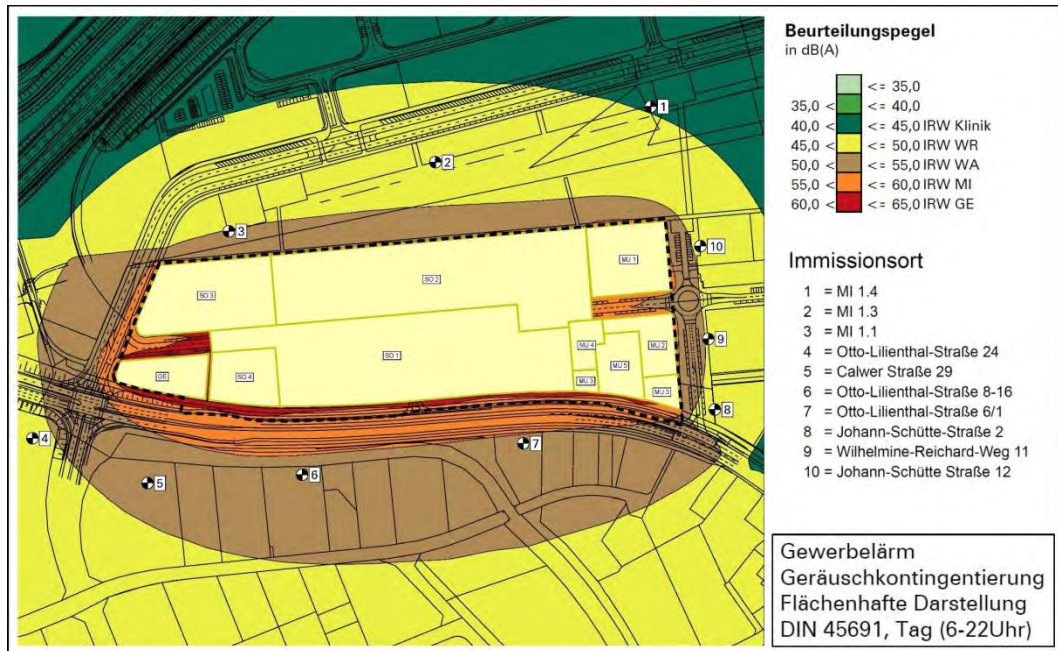 1
2
3
10
MU 1
SO 2
SO 3
9
MU 4
MU 2
SO 1
MU 5
GE
SO 4
MU 3
MU 3
8
4
7
6
5
Beurteilungspegel
in dB(A)
<= 35,0
35,0 < <= 40,0
40,0 < <= 45,0 IRW Klinik
45,0 < <= 50,0 IRW WR
50,0 < <= 55,0 IRW WA
55,0 < <= 60,0 IRW MI
60,0 < <= 65,0 IRW GE
Immissionsort
1 = MI 1.4
2 = MI 1.3
3 = MI 1.1
4 = Otto-Lilienthal-Straße 24
5 = Calwer Straße 29
6 = Otto-Lilienthal-Straße 8-16
7 = Otto-Lilienthal-Straße 6/1
8 = Johann-Schütte-Straße 2
9 = Wilhelmine-Reichard-Weg 11
10 = Johann-Schütte Straße 12
Gewerbelärm
Geräuschkontingentierung
Flächenhafte Darstellung
DIN 45691, Tag (6-22Uhr)